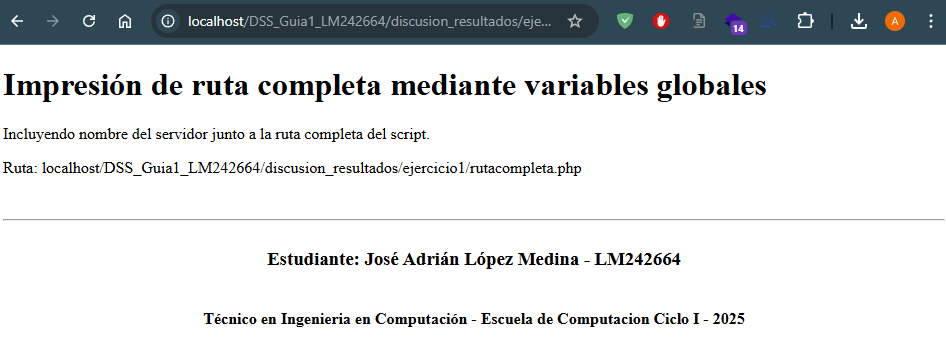 localhost/DSS_Guia1_LM242664/discusion_resultados/eje...
14
A
Impresión de ruta completa mediante variables globales
Incluyendo nombre del servidor junto a la ruta completa del script.
Ruta: localhost/DSS_Guia1_LM242664/discusion_resultados/ejercicio1/rutacompleta.php
Estudiante: José Adrián López Medina - LM242664
Técnico en Ingenieria en Computación - Escuela de Computacion Ciclo I - 2025